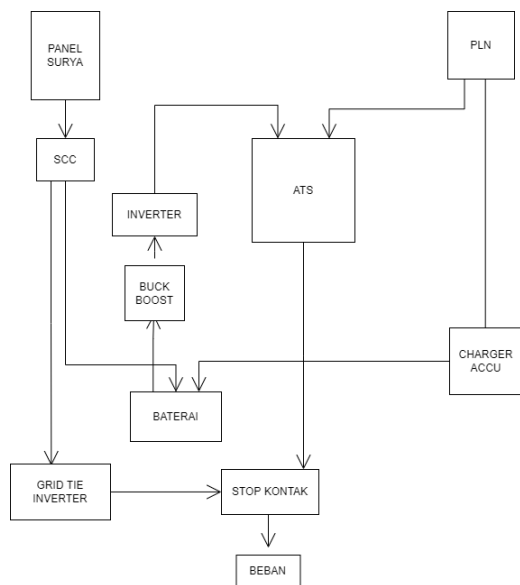 PANEL
SURYA
PLN
SCC
ATS
INVERTER
BUCK
BOOST
CHARGER
ACCU
BATERAI
GRID TIE
INVERTER
STOP KONTAK
BEBAN